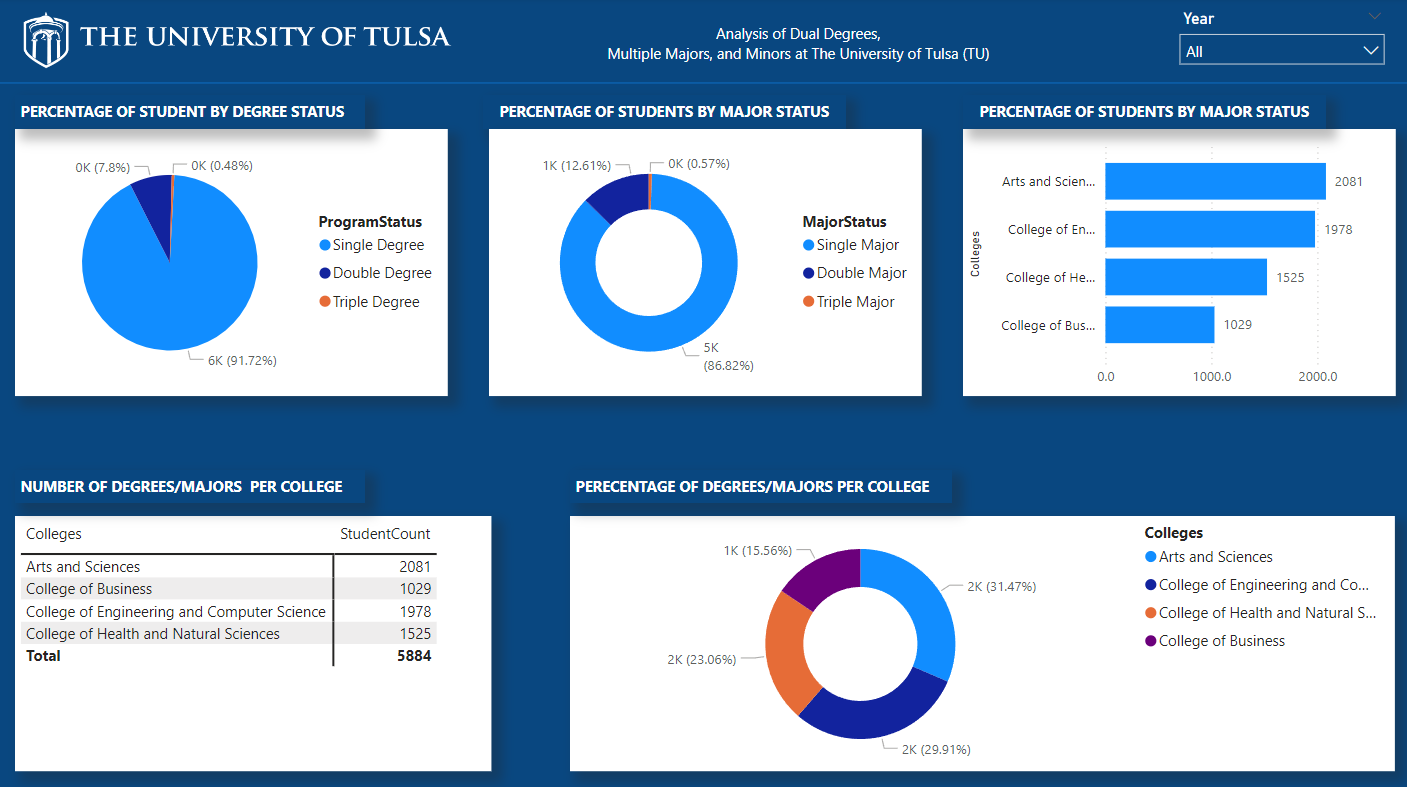 THE UNIVERSITY OF TULSA
Analysis of Dual Degrees,
Multiple Majors, and Minors at The University of Tulsa (TU)
Year
All
PERCENTAGE OF STUDENT BY DEGREE STATUS
0K (7.8%)
0K (0.48%)
6K (91.72%)
ProgramStatus
Single Degree
Double Degree
Triple Degree
PERCENTAGE OF STUDENTS BY MAJOR STATUS
1K (12.61%)
0K (0.57%)
5K
(86.82%)
MajorStatus
Single Major
Double Major
Triple Major
PERCENTAGE OF STUDENTS BY MAJOR STATUS
Colleges
Arts and Scien... 2081
College of En... 1978
College of He... 1525
College of Bus... 1029
0.0 1000.0 2000.0
NUMBER OF DEGREES/MAJORS PER COLLEGE
Colleges StudentCount
Arts and Sciences 2081
College of Business 1029
College of Engineering and Computer Science 1978
College of Health and Natural Sciences 1525
Total 5884
PERECENTAGE OF DEGREES/MAJORS PER COLLEGE
1K (15.56%)
2K (31.47%)
2K (23.06%)
2K (29.91%)
Colleges
Arts and Sciences
College of Engineering and Co...
College of Health and Natural S...
College of Business